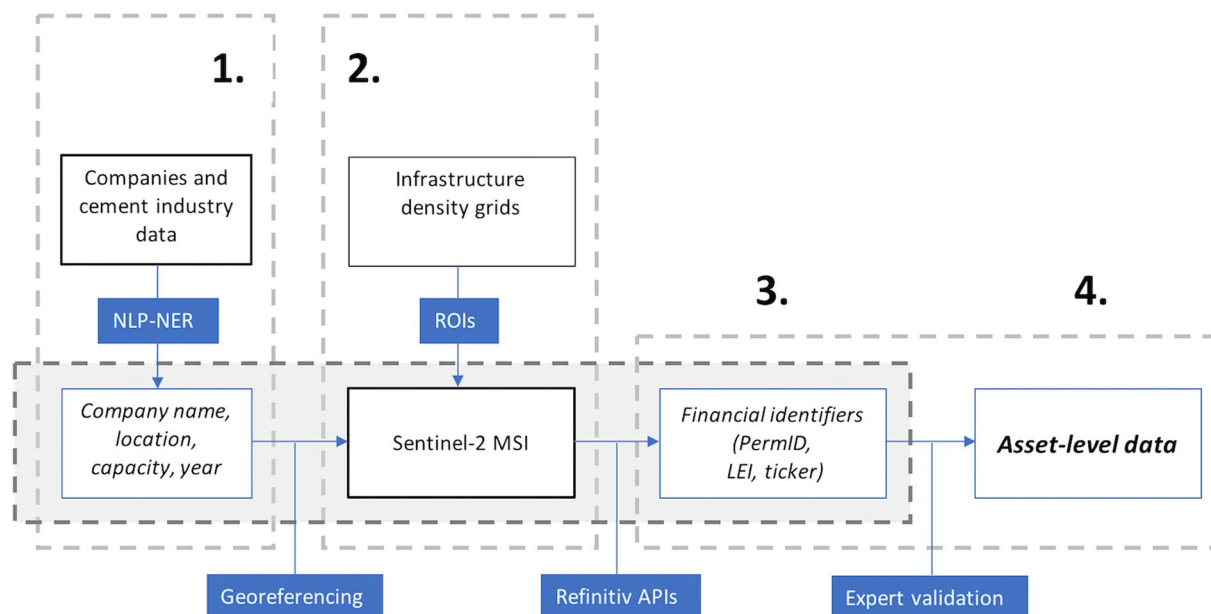 1.
2.
Companies and
cement industry
data
Infrastructure
density grids
3.
4.
NLP-NER
ROIs
Company name,
location,
capacity, year
Sentinel-2 MSI
Financial identifiers
(PermID,
LEI, ticker)
Asset-level data
Georeferencing
Refinitiv APIs
Expert validation